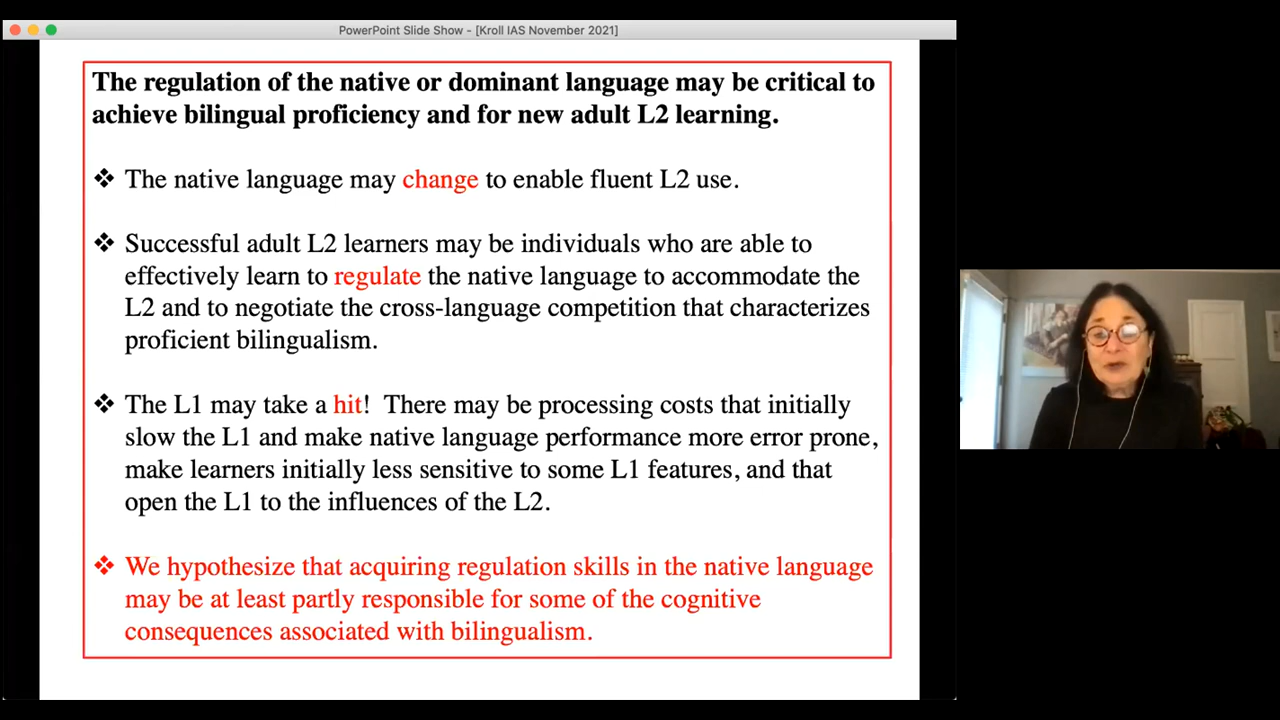 PowerPoint Slide Show - [Kroll IAS November 2021]
The regulation of the native or dominant language may be critical to
achieve bilingual proficiency and for new adult L2 learning.
❖ The native language may change to enable fluent L2 use.
❖ Successful adult L2 learners may be individuals who are able to
effectively learn to regulate the native language to accommodate the
L2 and to negotiate the cross-language competition that characterizes
proficient bilingualism.
❖ The L1 may take a hit! There may be processing costs that initially
slow the L1 and make native language performance more error prone,
make learners initially less sensitive to some L1 features, and that
open the L1 to the influences of the L2.
❖ We hypothesize that acquiring regulation skills in the native language
may be at least partly responsible for some of the cognitive
consequences associated with bilingualism.